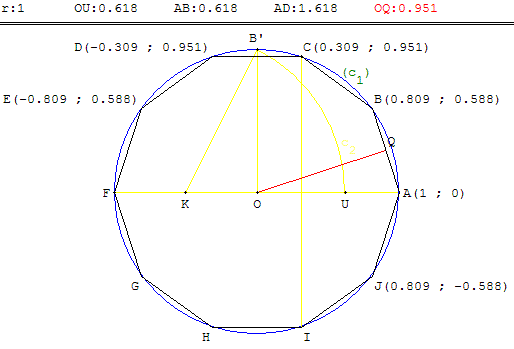 r:1 OU:0.618 AB:0.618 AD:1.618 OQ:0.951
B'
D(-0.309 ; 0.951) C(0.309 ; 0.951)
(c1)
E(-0.809 ; 0.588) B(0.809 ; 0.588)
c2 Q
F K O U A(1 ; 0)
G J(0.809 ; -0.588)
H I